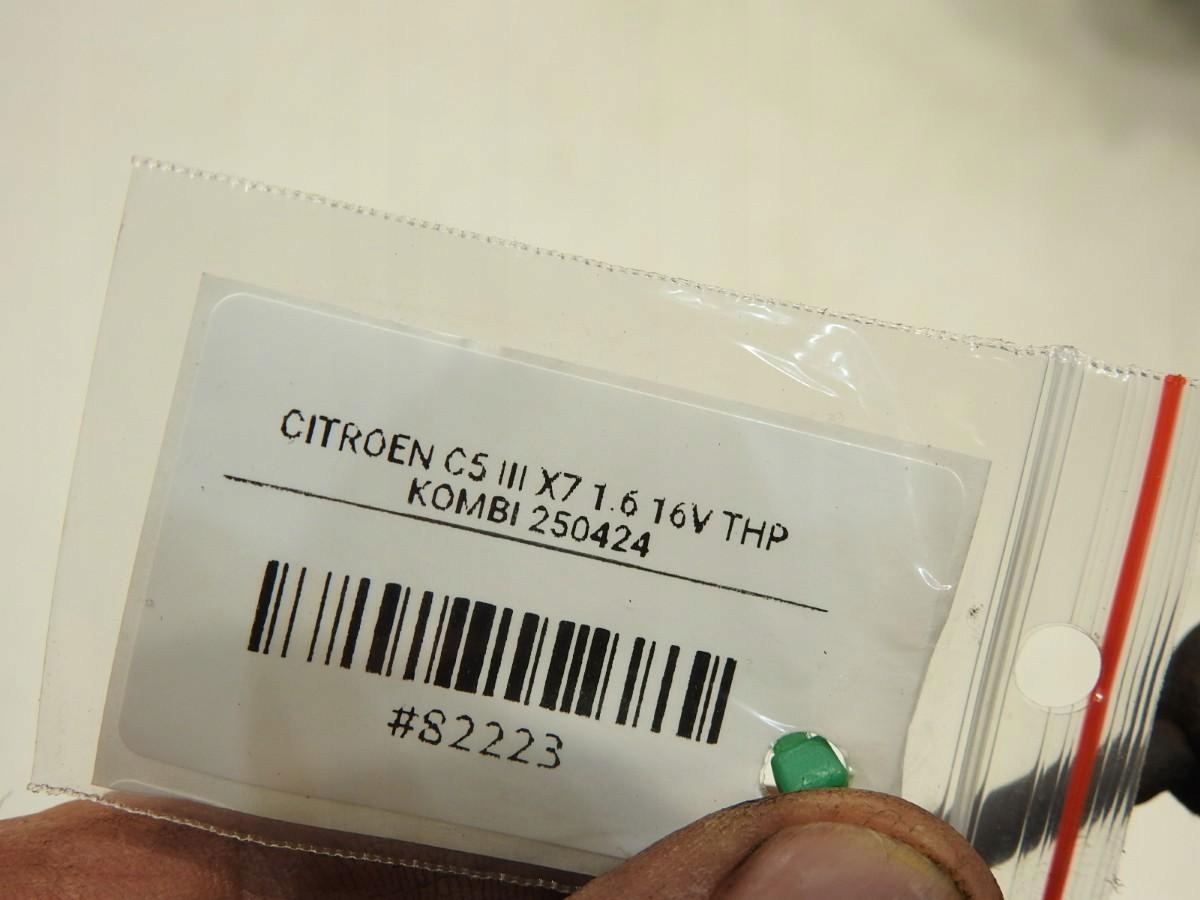 CITROEN C5 III X7 1.6 16V THP
KOMBI 250424
#82223